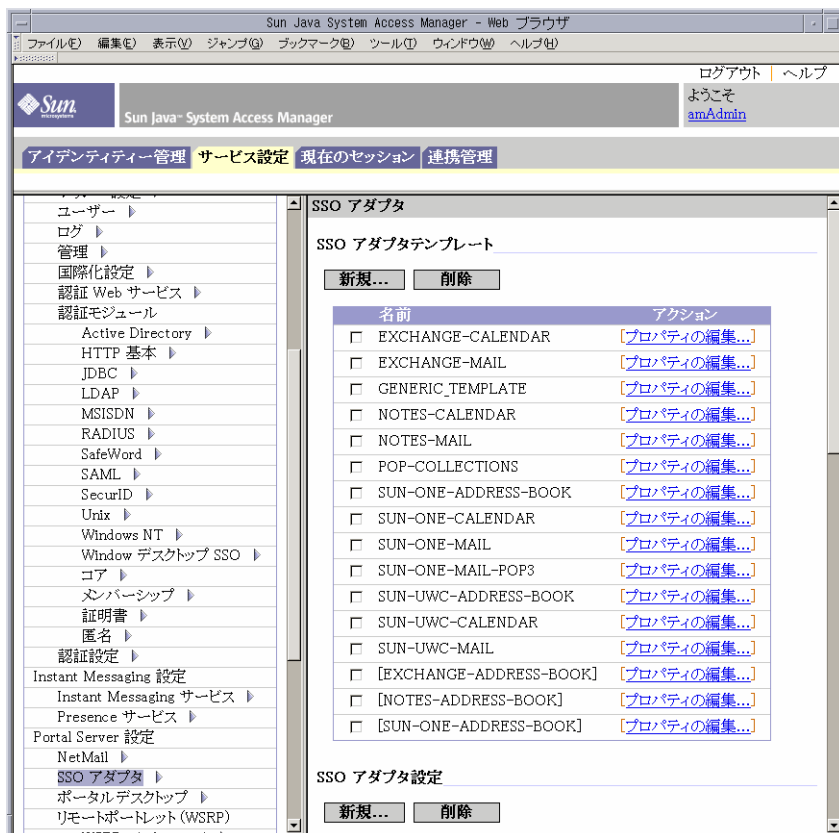 Sun Java System Access Manager - Web ブラウザ
ファイル(F) 編集(E) 表示(V) ジャンプ(G) ブックマーク(B) ツール(T) ウィンドウ(W) ヘルプ(H)
ログアウト | ヘルプ
Sun
microsystems
Sun Java™ System Access Manager
ようこそ
amAdmin
アイデンティティー管理 サービス設定 現在のセッション 連携管理
ユーザー
ログ
管理
国際化設定
認証 Web サービス
認証モジュール
Active Directory
HTTP 基本
JDBC
LDAP
MSISDN
RADIUS
SafeWord
SAML
SecurID
Unix
Windows NT
Window デスクトップ SSO
コア
メンバーシップ
証明書
匿名
認証設定
Instant Messaging 設定
Instant Messaging サービス
Presence サービス
Portal Server 設定
NetMail
SSO アダプタ
ポータルデスクトップ
リモートポートレット (WSRP)
SSO アダプタ
SSO アダプタテンプレート
新規... 削除
名前 アクション
EXCHANGE-CALENDAR [プロパティの編集...]
EXCHANGE-MAIL [プロパティの編集...]
GENERIC_TEMPLATE [プロパティの編集...]
NOTES-CALENDAR [プロパティの編集...]
NOTES-MAIL [プロパティの編集...]
POP-COLLECTIONS [プロパティの編集...]
SUN-ONE-ADDRESS-BOOK [プロパティの編集...]
SUN-ONE-CALENDAR [プロパティの編集...]
SUN-ONE-MAIL [プロパティの編集...]
SUN-ONE-MAIL-POP3 [プロパティの編集...]
SUN-UWC-ADDRESS-BOOK [プロパティの編集...]
SUN-UWC-CALENDAR [プロパティの編集...]
SUN-UWC-MAIL [プロパティの編集...]
[EXCHANGE-ADDRESS-BOOK] [プロパティの編集...]
[NOTES-ADDRESS-BOOK] [プロパティの編集...]
[SUN-ONE-ADDRESS-BOOK] [プロパティの編集...]
SSO アダプタ設定
新規... 削除